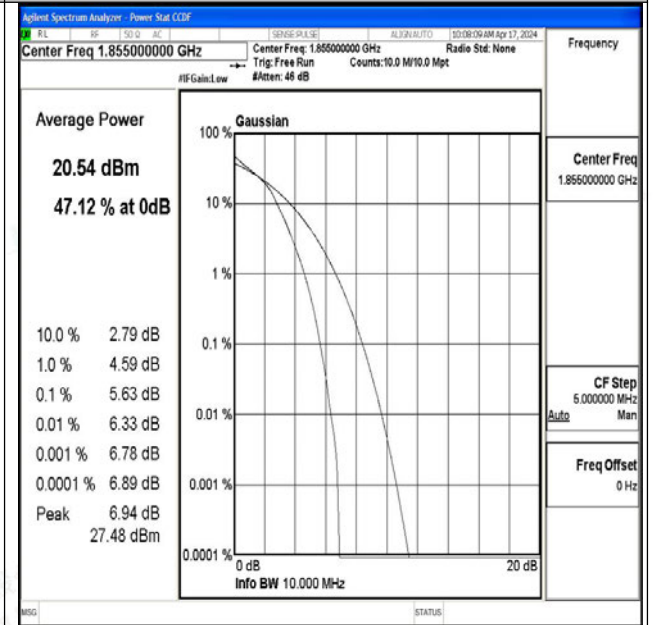 Agilent Spectrum Analyzer - Power Stat CCDF
RL RF 50 Ω AC SENSE:PULSE ALIGN AUTO 10:08:09 AM Apr 17, 2024
Center Freq 1.855000000 GHz
Center Freq: 1.855000000 GHz Radio Std: None
Trig: Free Run Counts:10.0 M/10.0 Mpt
#IFGain:Low #Atten: 46 dB
Frequency
Average Power
20.54 dBm
47.12 % at 0dB
10.0 % 2.79 dB
1.0 % 4.59 dB
0.1 % 5.63 dB
0.01 % 6.33 dB
0.001 % 6.78 dB
0.0001 % 6.89 dB
Peak 6.94 dB
27.48 dBm
Gaussian
100 %
10 %
1 %
0.1 %
0.01 %
0.001 %
0.0001 %
0 dB 20 dB
Info BW 10.000 MHz
Center Freq
1.855000000 GHz
CF Step
5.000000 MHz
Auto Man
Freq Offset
0 Hz
MSG STATUS